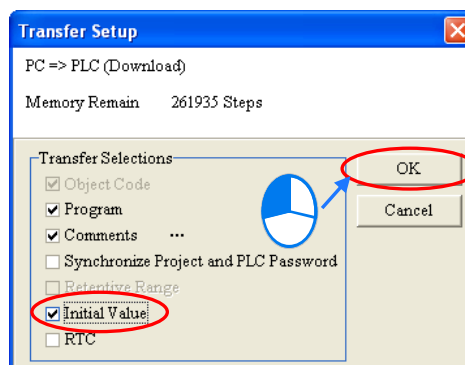 Transfer Setup
PC => PLC (Download)
Memory Remain 261935 Steps
Transfer Selections
OK
Object Code
Program
Cancel
Comments ...
Synchronize Project and PLC Password
Retentive Range
Initial Value
RTC